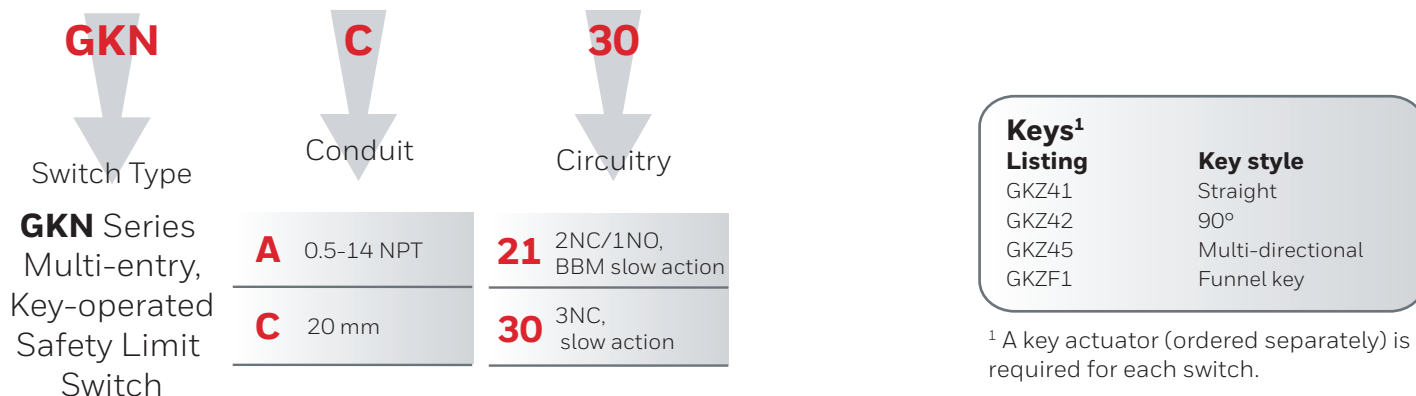 GKN
C
30
Switch Type
Conduit
Circuitry
GKN Series
Multi-entry,
Key-operated
Safety Limit
Switch
A 0.5-14 NPT
C 20 mm
21 2NC/1NO,
BBM slow action
30 3NC,
slow action
Keys¹
Listing Key style
GKZ41 Straight
GKZ42 90°
GKZ45 Multi-directional
GKZF1 Funnel key
¹ A key actuator (ordered separately) is
required for each switch.